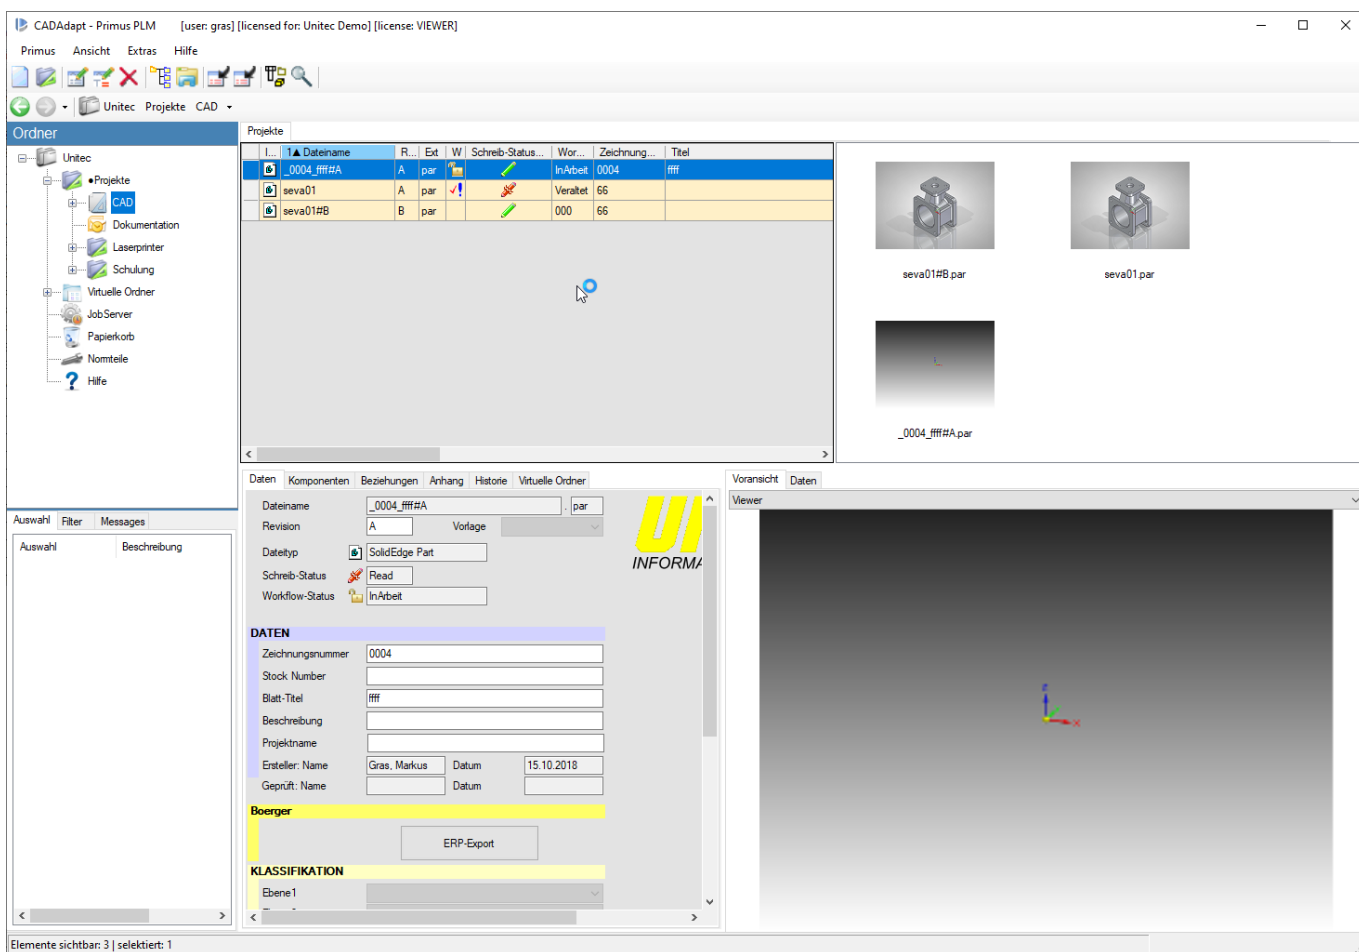 CADAdapt - Primus PLM [user: gras] [licensed for: Unitec Demo] [license: VIEWER]
Primus Ansicht Extras Hilfe
Unitec Projekte CAD
Ordner
Unitec
•Projekte
CAD
Dokumentation
Laserprinter
Schulung
Virtuelle Ordner
JobServer
Papierkorb
Normteile
Hilfe
Auswahl Filter Messages
Auswahl Beschreibung
Projekte
I... 1▲ Dateiname R... Ext W Schreib-Status... Wor... Zeichnung... Titel
_0004_ffff#A A par InArbeit 0004 ffff
seva01 A par Veraltet 66
seva01#B B par 000 66
seva01#B.par seva01.par
_0004_ffff#A.par
Daten Komponenten Beziehungen Anhang Historie Virtuelle Ordner
Dateiname _0004_ffff#A . par
Revision A Vorlage
Dateityp SolidEdge Part
Schreib-Status Read
Workflow-Status InArbeit
INFORMA
DATEN
Zeichnungsnummer 0004
Stock Number
Blatt-Titel ffff
Beschreibung
Projektname
Ersteller: Name Gras, Markus Datum 15.10.2018
Geprüft: Name Datum
Boerger
ERP-Export
KLASSIFIKATION
Ebene1
Voransicht Daten
Viewer
Elemente sichtbar: 3 | selektiert: 1